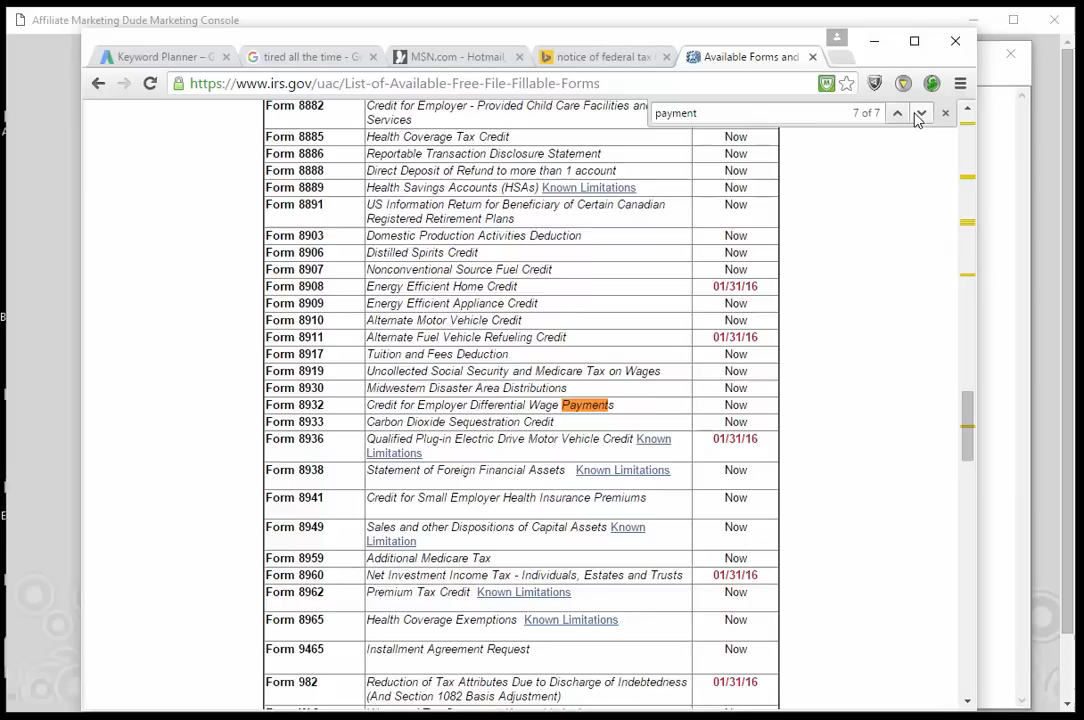 Affiliate Marketing Dude Marketing Console
Keyword Planner – G
tired all the time - Go
MSN.com - Hotmail,
notice of federal tax l
Available Forms and
https://www.irs.gov/uac/List-of-Available-Free-File-Fillable-Forms
payment 7 of 7
Form 8882 Credit for Employer - Provided Child Care Facilities and Now
Services
Form 8885 Health Coverage Tax Credit Now
Form 8886 Reportable Transaction Disclosure Statement Now
Form 8888 Direct Deposit of Refund to more than 1 account Now
Form 8889 Health Savings Accounts (HSAs) Known Limitations Now
Form 8891 US Information Return for Beneficiary of Certain Canadian Now
Registered Retirement Plans
Form 8903 Domestic Production Activities Deduction Now
Form 8906 Distilled Spirits Credit Now
Form 8907 Nonconventional Source Fuel Credit Now
Form 8908 Energy Efficient Home Credit 01/31/16
Form 8909 Energy Efficient Appliance Credit Now
Form 8910 Alternate Motor Vehicle Credit Now
Form 8911 Alternate Fuel Vehicle Refueling Credit 01/31/16
Form 8917 Tuition and Fees Deduction Now
Form 8919 Uncollected Social Security and Medicare Tax on Wages Now
Form 8930 Midwestern Disaster Area Distributions Now
Form 8932 Credit for Employer Differential Wage Payments Now
Form 8933 Carbon Dioxide Sequestration Credit Now
Form 8936 Qualified Plug-in Electric Drive Motor Vehicle Credit Known 01/31/16
Limitations
Form 8938 Statement of Foreign Financial Assets Known Limitations Now
Form 8941 Credit for Small Employer Health Insurance Premiums Now
Form 8949 Sales and other Dispositions of Capital Assets Known Now
Limitation
Form 8959 Additional Medicare Tax Now
Form 8960 Net Investment Income Tax - Individuals, Estates and Trusts 01/31/16
Form 8962 Premium Tax Credit Known Limitations Now
Form 8965 Health Coverage Exemptions Known Limitations Now
Form 9465 Installment Agreement Request Now
Form 982 Reduction of Tax Attributes Due to Discharge of Indebtedness 01/31/16
(And Section 1082 Basis Adjustment)